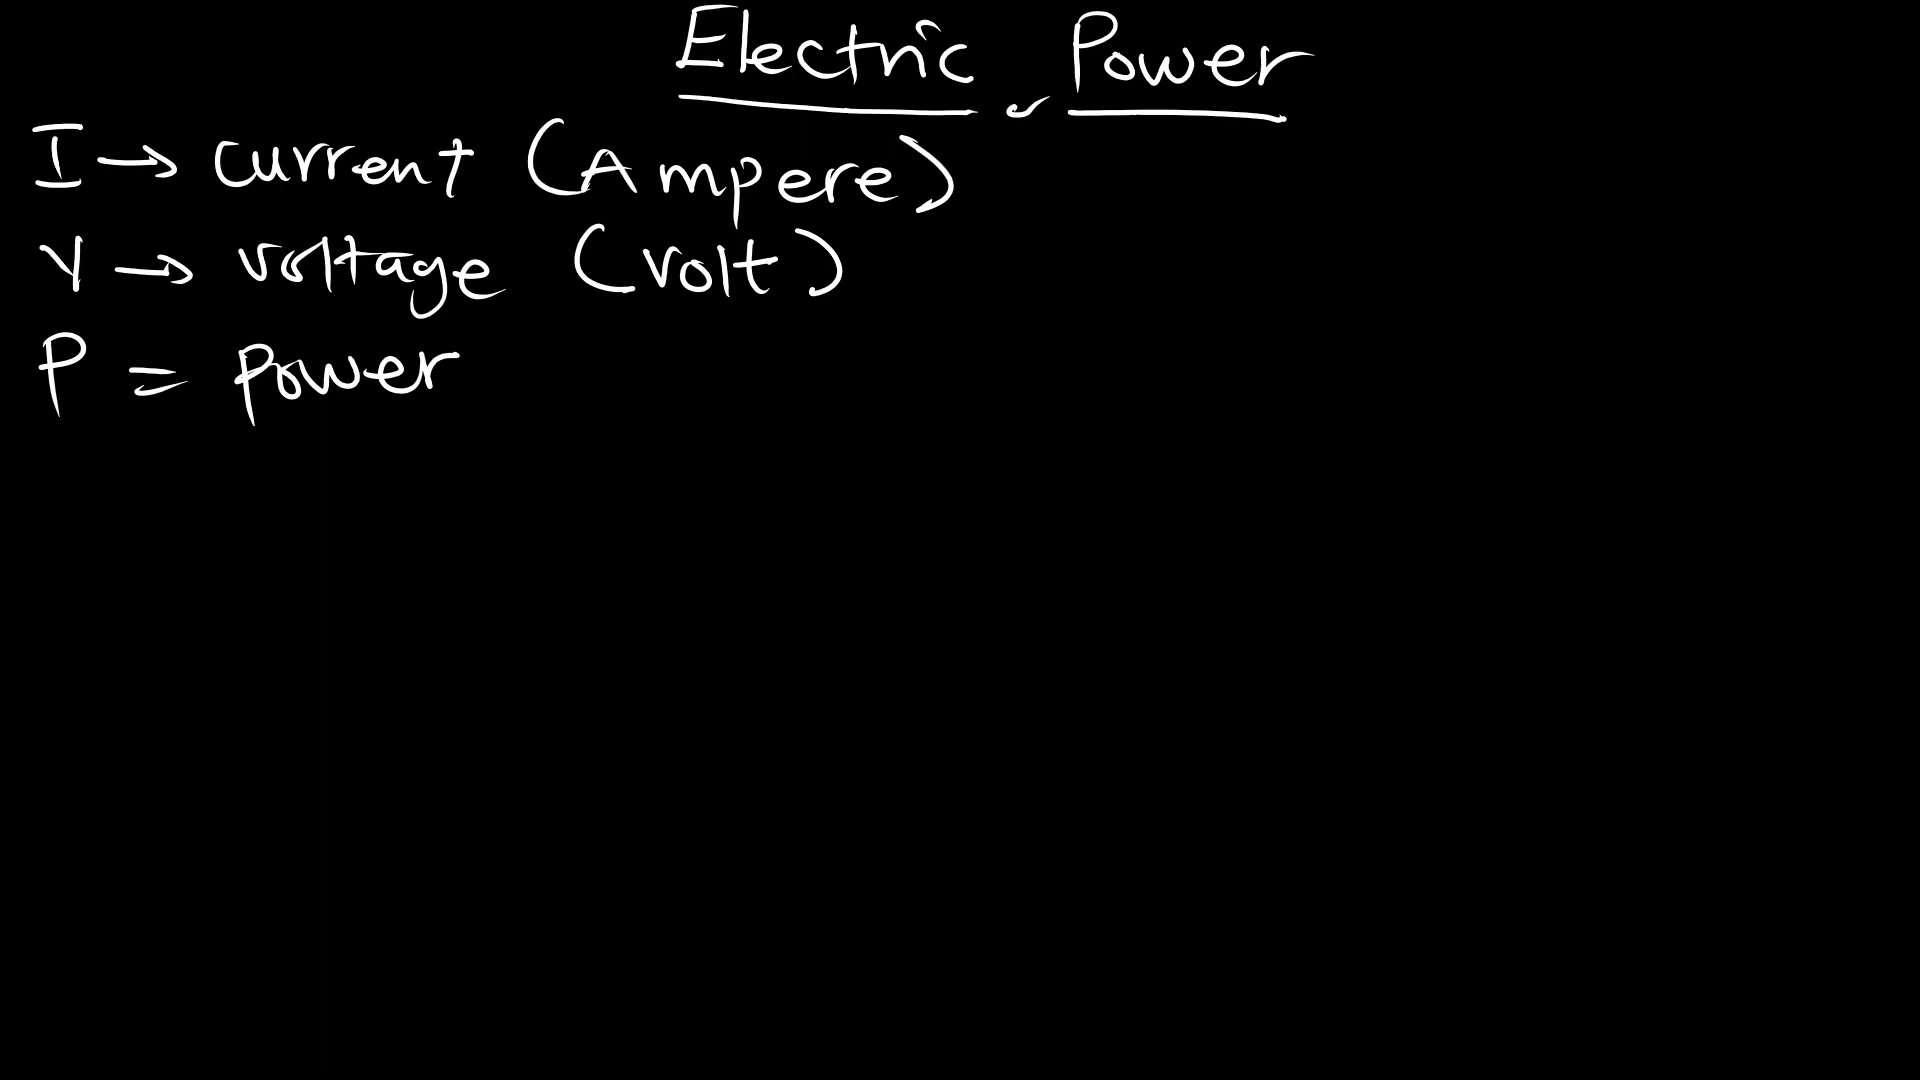 Electric Power
I → current (Ampere)
V → voltage (volt)
P = power